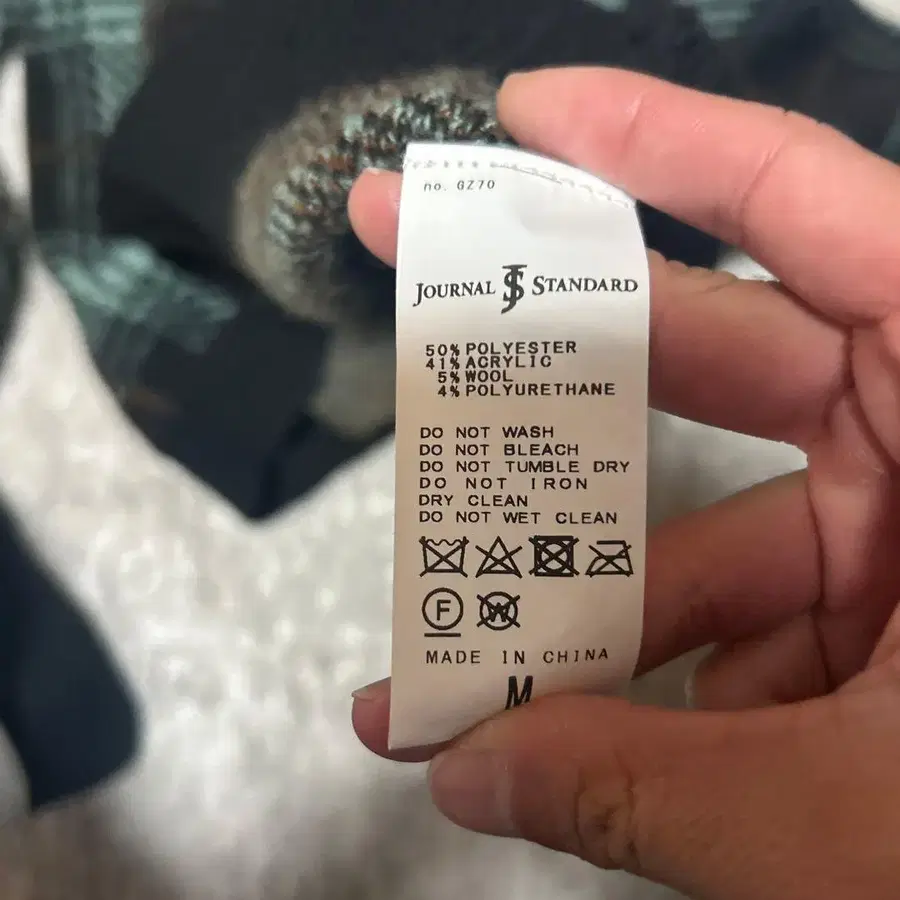 no. GZ70
JOURNAL JS STANDARD
50% POLYESTER
41% ACRYLIC
5% WOOL
4% POLYURETHANE
DO NOT WASH
DO NOT BLEACH
DO NOT TUMBLE DRY
DO NOT IRON
DRY CLEAN
DO NOT WET CLEAN
F W
MADE IN CHINA
M